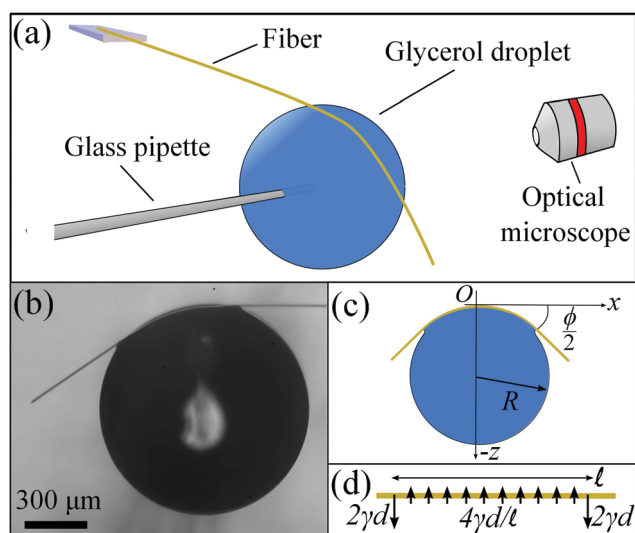 (a)
Fiber
Glycerol droplet
Glass pipette
Optical
microscope
(b)
300 μm
(c)
O
x
ϕ/2
R
-z
(d)
ℓ
2γd
4γd/ℓ
2γd